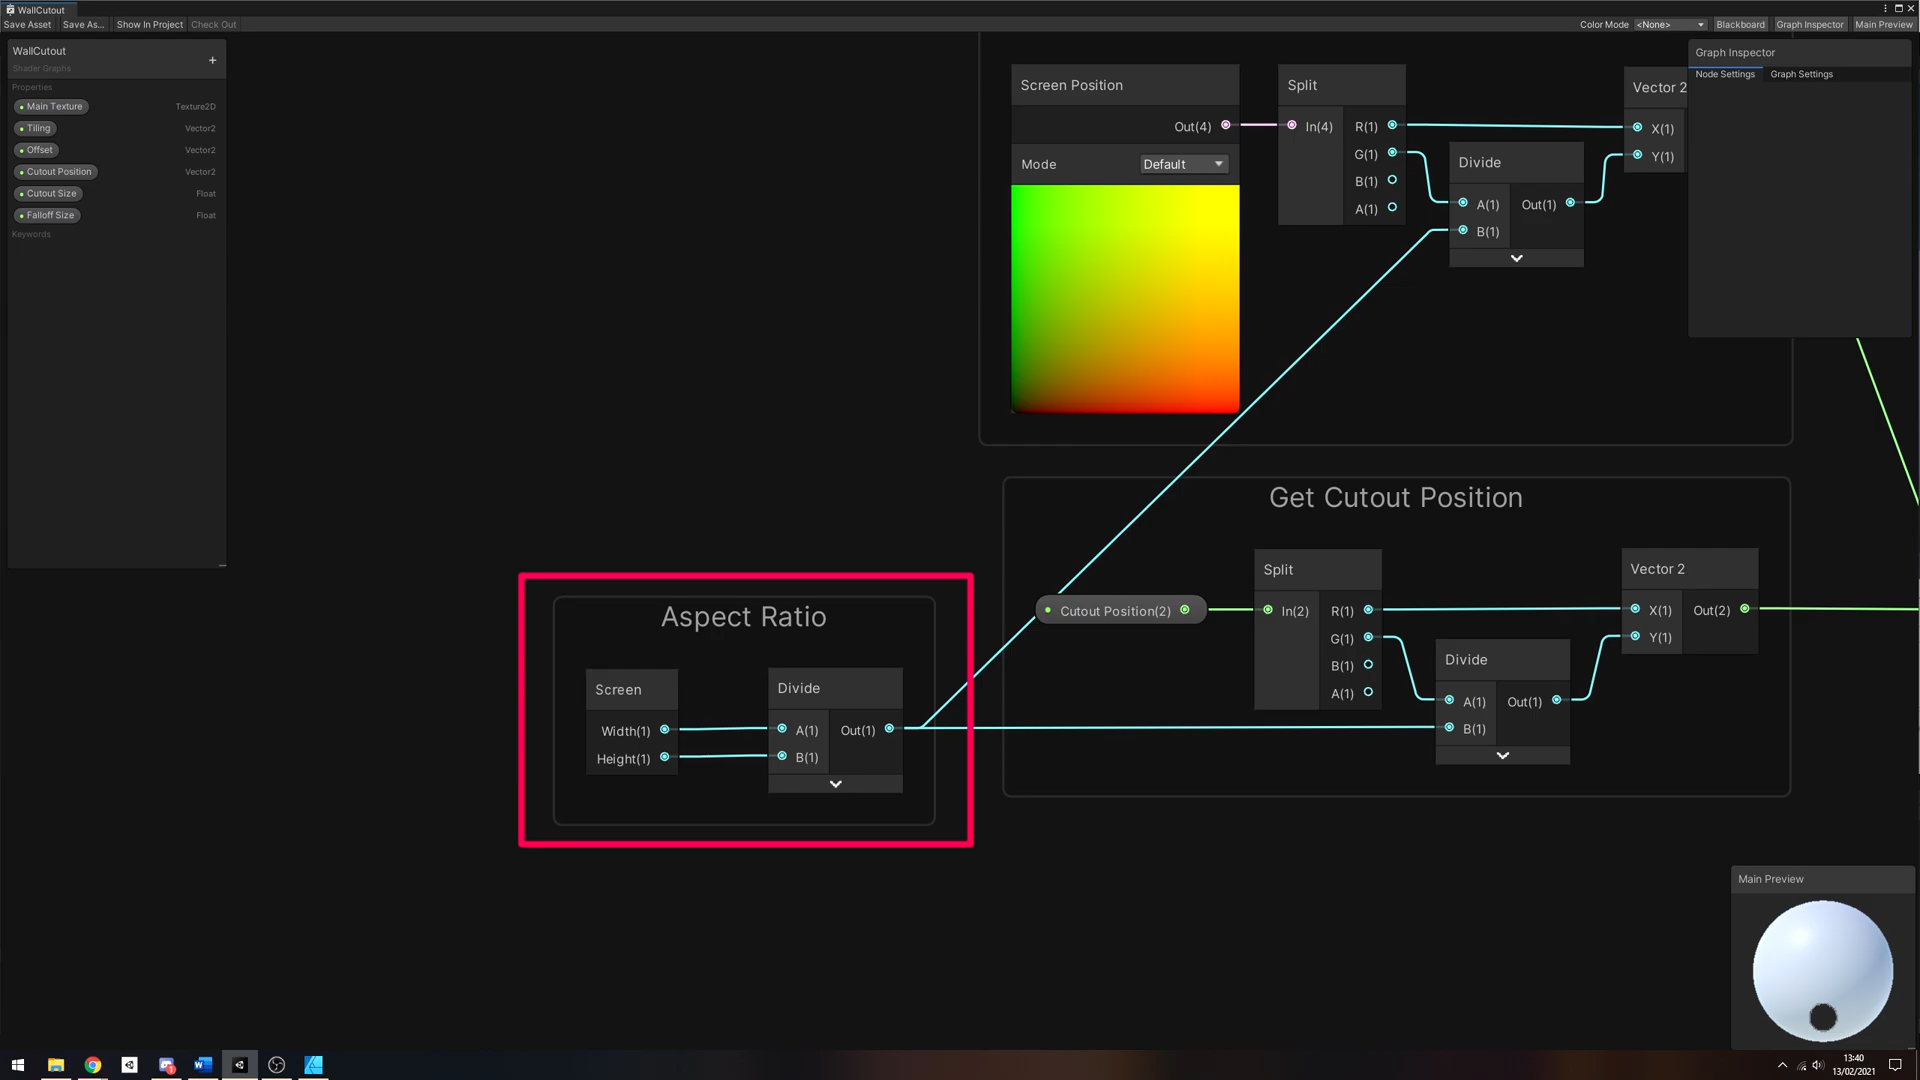 WallCutout
Save Asset Save As... Show In Project Check Out
Color Mode <None> Blackboard Graph Inspector Main Preview
WallCutout
Shader Graphs
+
Properties
Main Texture Texture2D
Tiling Vector2
Offset Vector2
Cutout Position Vector2
Cutout Size Float
Falloff Size Float
Keywords
Screen Position
Out(4)
Mode Default
Split
In(4) R(1)
G(1)
B(1)
A(1)
Divide
A(1) Out(1)
B(1)
Vector 2
X(1)
Y(1)
Graph Inspector
Node Settings Graph Settings
Get Cutout Position
Cutout Position(2)
Split
In(2) R(1)
G(1)
B(1)
A(1)
Divide
A(1) Out(1)
B(1)
Vector 2
X(1) Out(2)
Y(1)
Aspect Ratio
Screen
Width(1)
Height(1)
Divide
A(1) Out(1)
B(1)
Main Preview
13:40
13/02/2021